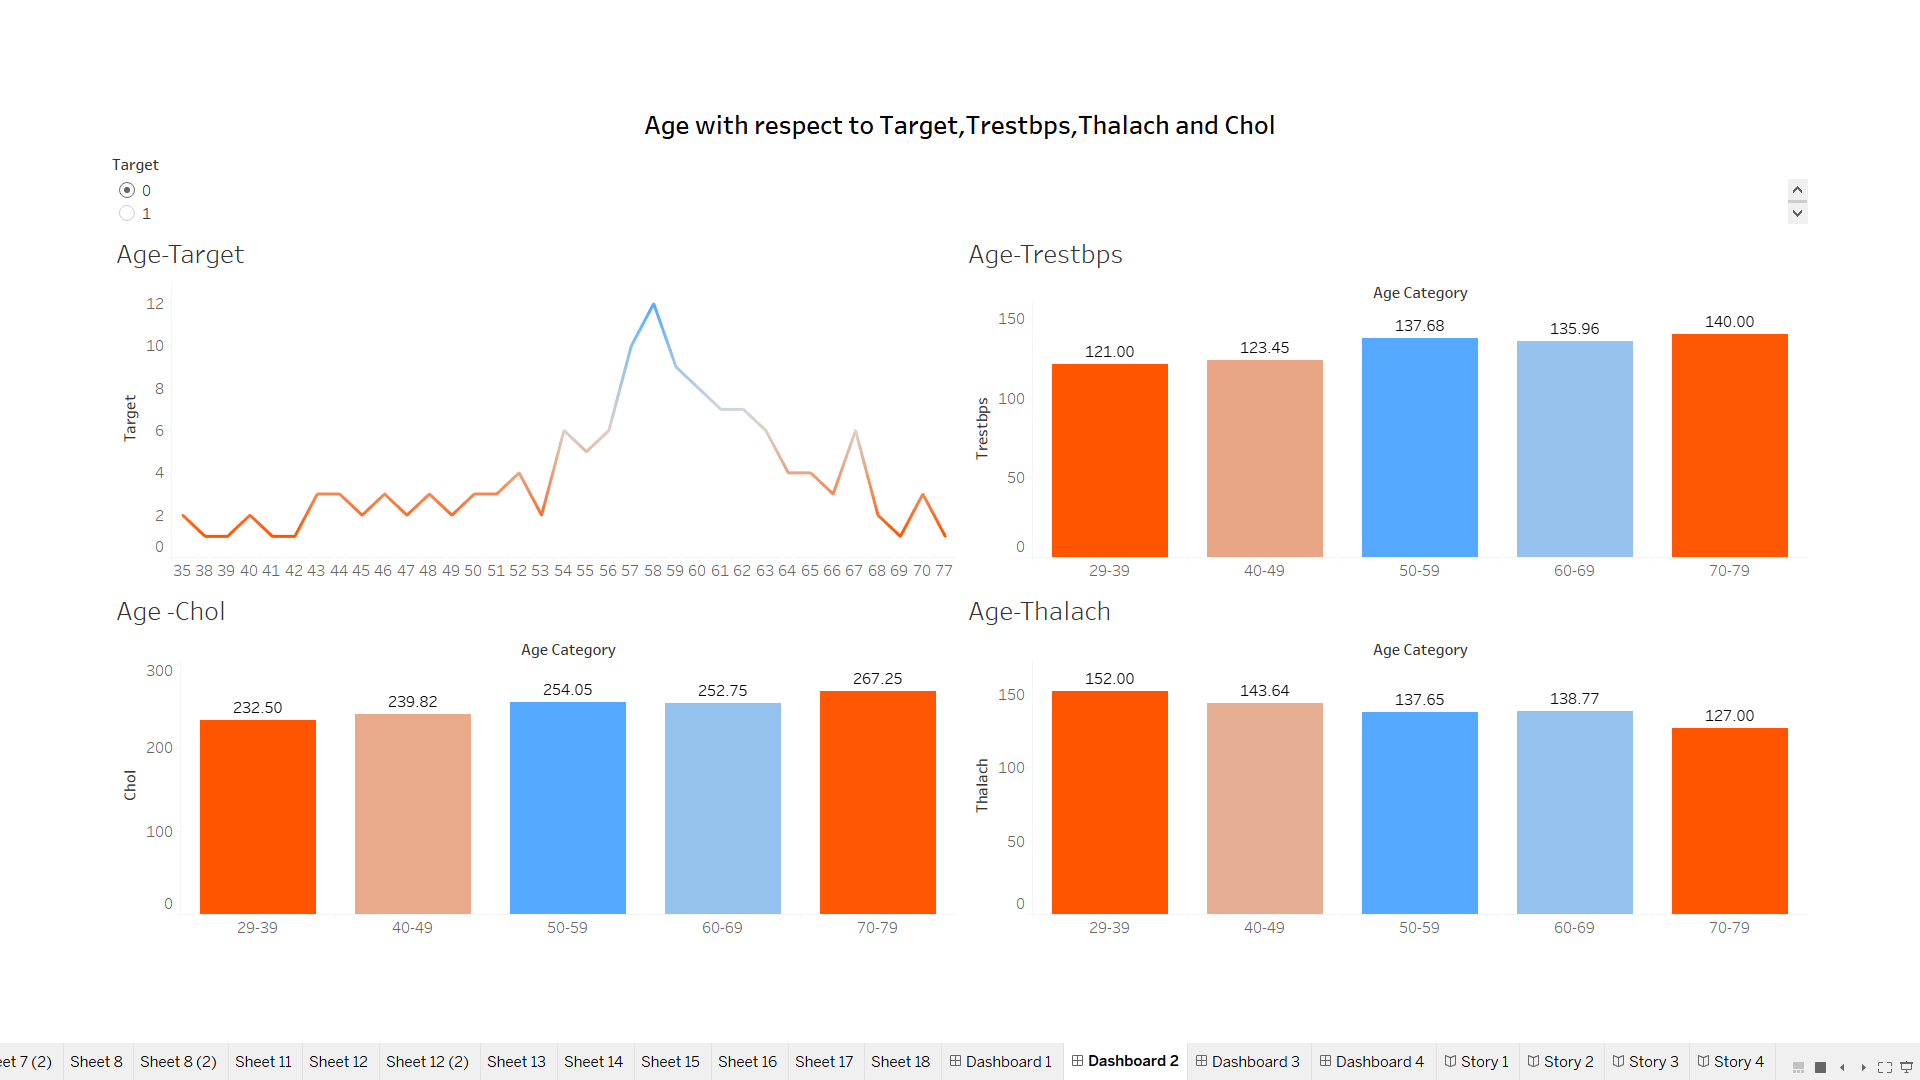 Age with respect to Target,Trestbps,Thalach and Chol
Target
0
1
Age-Target
12
10
8
6
4
2
0
Target
35 38 39 40 41 42 43 44 45 46 47 48 49 50 51 52 53 54 55 56 57 58 59 60 61 62 63 64 65 66 67 68 69 70 77
Age-Trestbps
Age Category
150
100
50
0
Trestbps
121.00 123.45 137.68 135.96 140.00
29-39 40-49 50-59 60-69 70-79
Age -Chol
Age Category
300
200
100
0
Chol
232.50 239.82 254.05 252.75 267.25
29-39 40-49 50-59 60-69 70-79
Age-Thalach
Age Category
150
100
50
0
Thalach
152.00 143.64 137.65 138.77 127.00
29-39 40-49 50-59 60-69 70-79
et 7 (2) Sheet 8 Sheet 8 (2) Sheet 11 Sheet 12 Sheet 12 (2) Sheet 13 Sheet 14 Sheet 15 Sheet 16 Sheet 17 Sheet 18 Dashboard 1 Dashboard 2 Dashboard 3 Dashboard 4 Story 1 Story 2 Story 3 Story 4